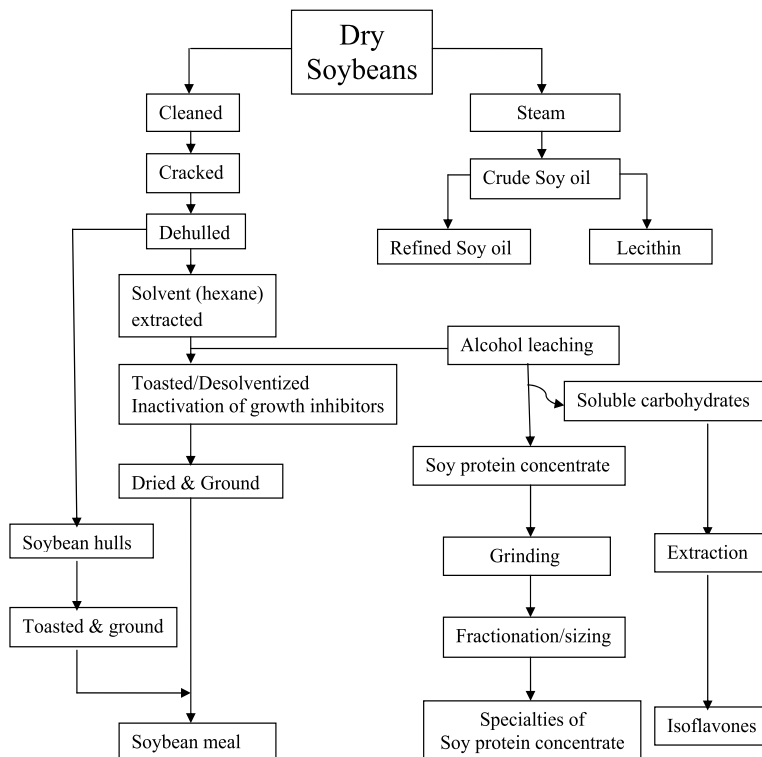 Dry
Soybeans
Cleaned
Steam
Cracked
Crude Soy oil
Dehulled
Refined Soy oil
Lecithin
Solvent (hexane)
extracted
Alcohol leaching
Toasted/Desolventized
Inactivation of growth inhibitors
Soluble carbohydrates
Soy protein concentrate
Dried & Ground
Soybean hulls
Grinding
Extraction
Toasted & ground
Fractionation/sizing
Soybean meal
Specialties of
Soy protein concentrate
Isoflavones